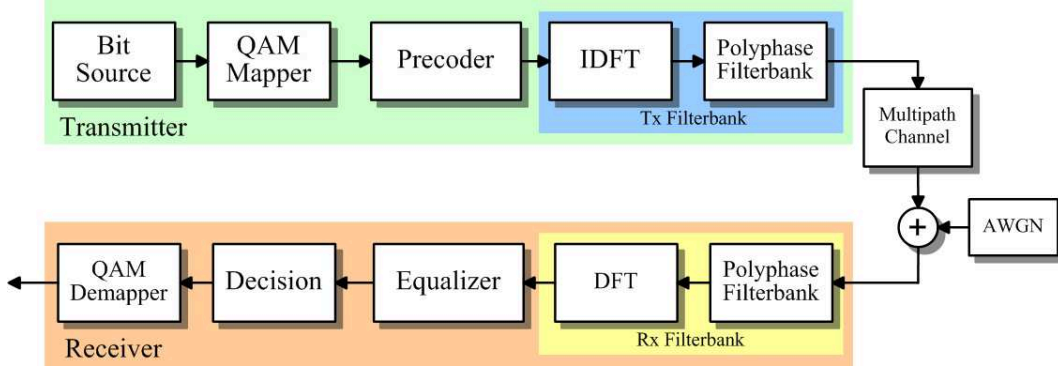 Bit
Source
QAM
Mapper
Precoder
IDFT
Polyphase
Filterbank
Tx Filterbank
Transmitter
Multipath
Channel
+
AWGN
QAM
Demapper
Decision
Equalizer
DFT
Polyphase
Filterbank
Rx Filterbank
Receiver